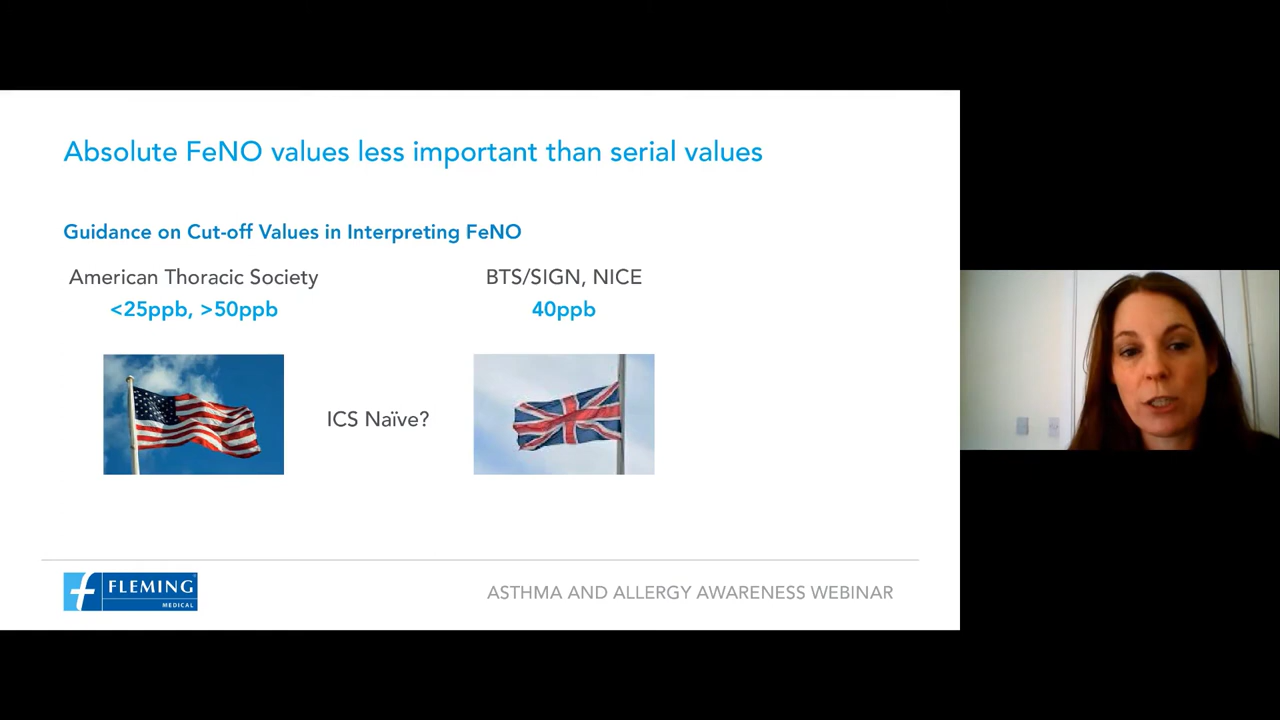 Absolute FeNO values less important than serial values
Guidance on Cut-off Values in Interpreting FeNO
American Thoracic Society
<25ppb, >50ppb
BTS/SIGN, NICE
40ppb
ICS Naïve?
FLEMING
MEDICAL
ASTHMA AND ALLERGY AWARENESS WEBINAR